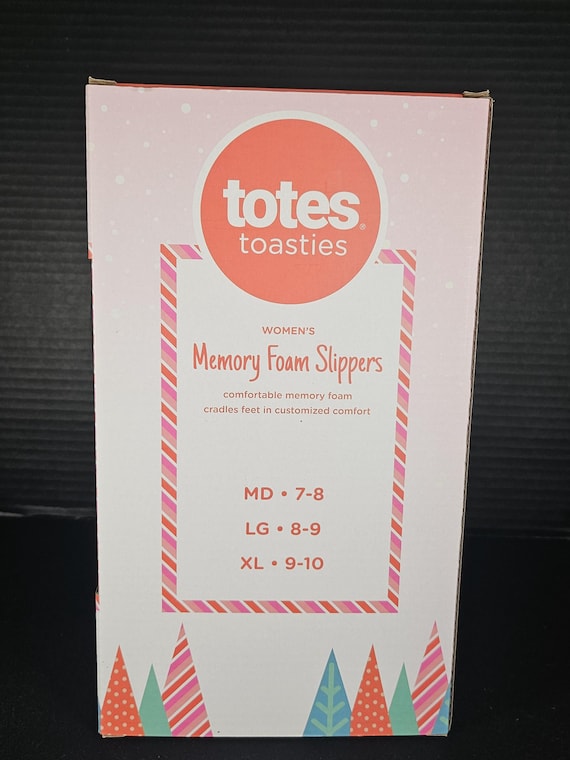 totes®
toasties
WOMEN'S
Memory Foam Slippers
comfortable memory foam
cradles feet in customized comfort
MD • 7-8
LG • 8-9
XL • 9-10